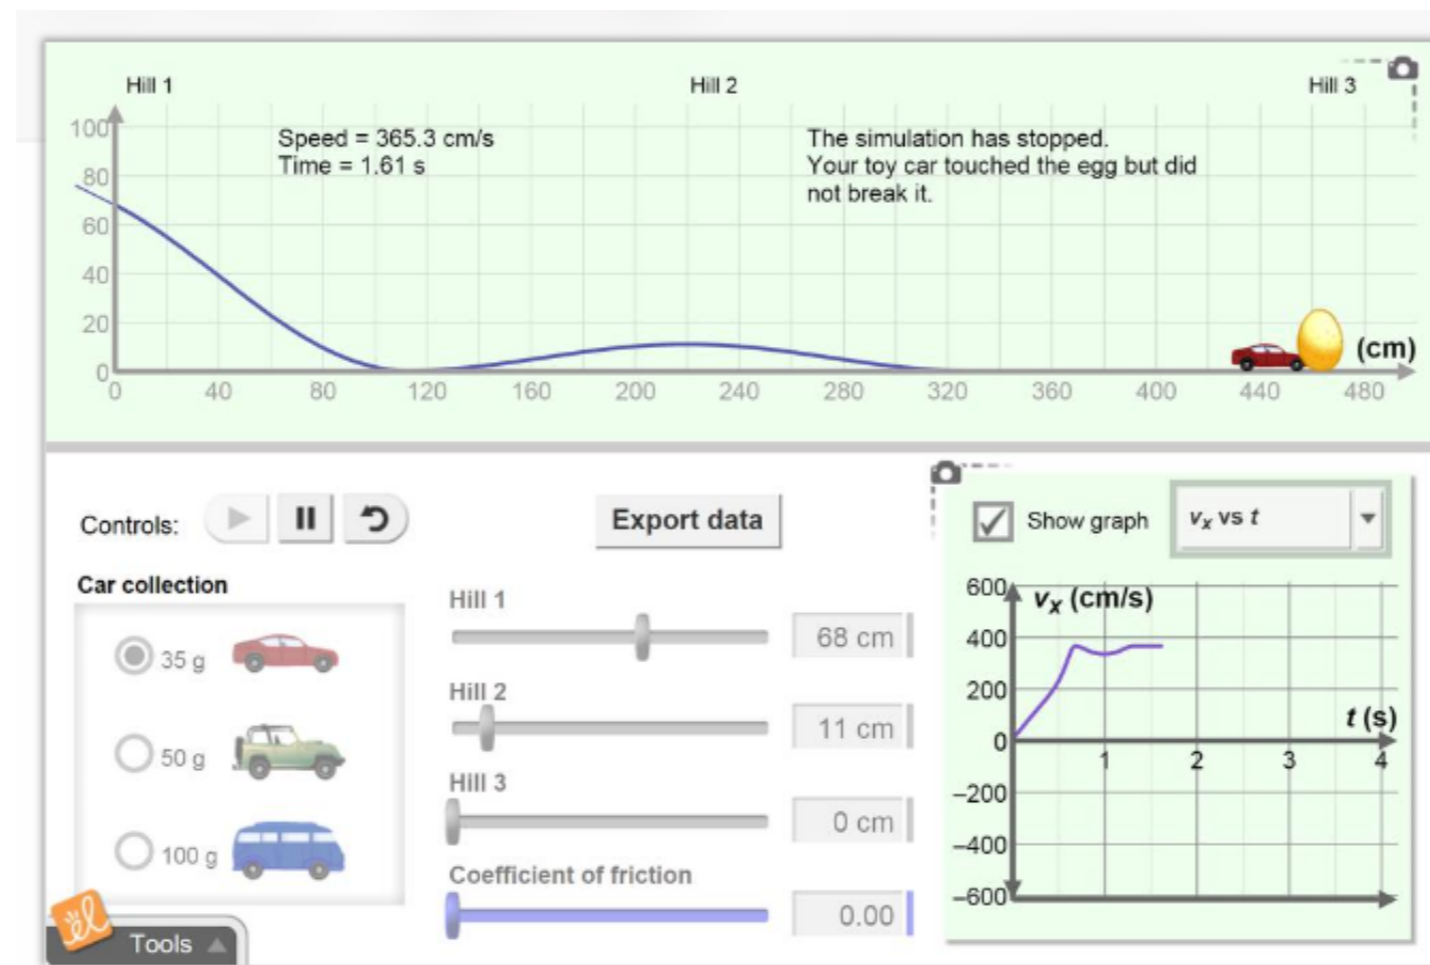 Hill 1
Hill 2
Hill 3
Speed = 365.3 cm/s
Time = 1.61 s
The simulation has stopped.
Your toy car touched the egg but did
not break it.
100
80
60
40
20
0
(cm)
0 40 80 120 160 200 240 280 320 360 400 440 480
Controls:
Export data
Car collection
35 g
50 g
100 g
Hill 1
68 cm
Hill 2
11 cm
Hill 3
0 cm
Coefficient of friction
0.00
Show graph
vx vs t
vx (cm/s)
600
400
200
0
−200
−400
−600
t (s)
1 2 3 4
el
Tools